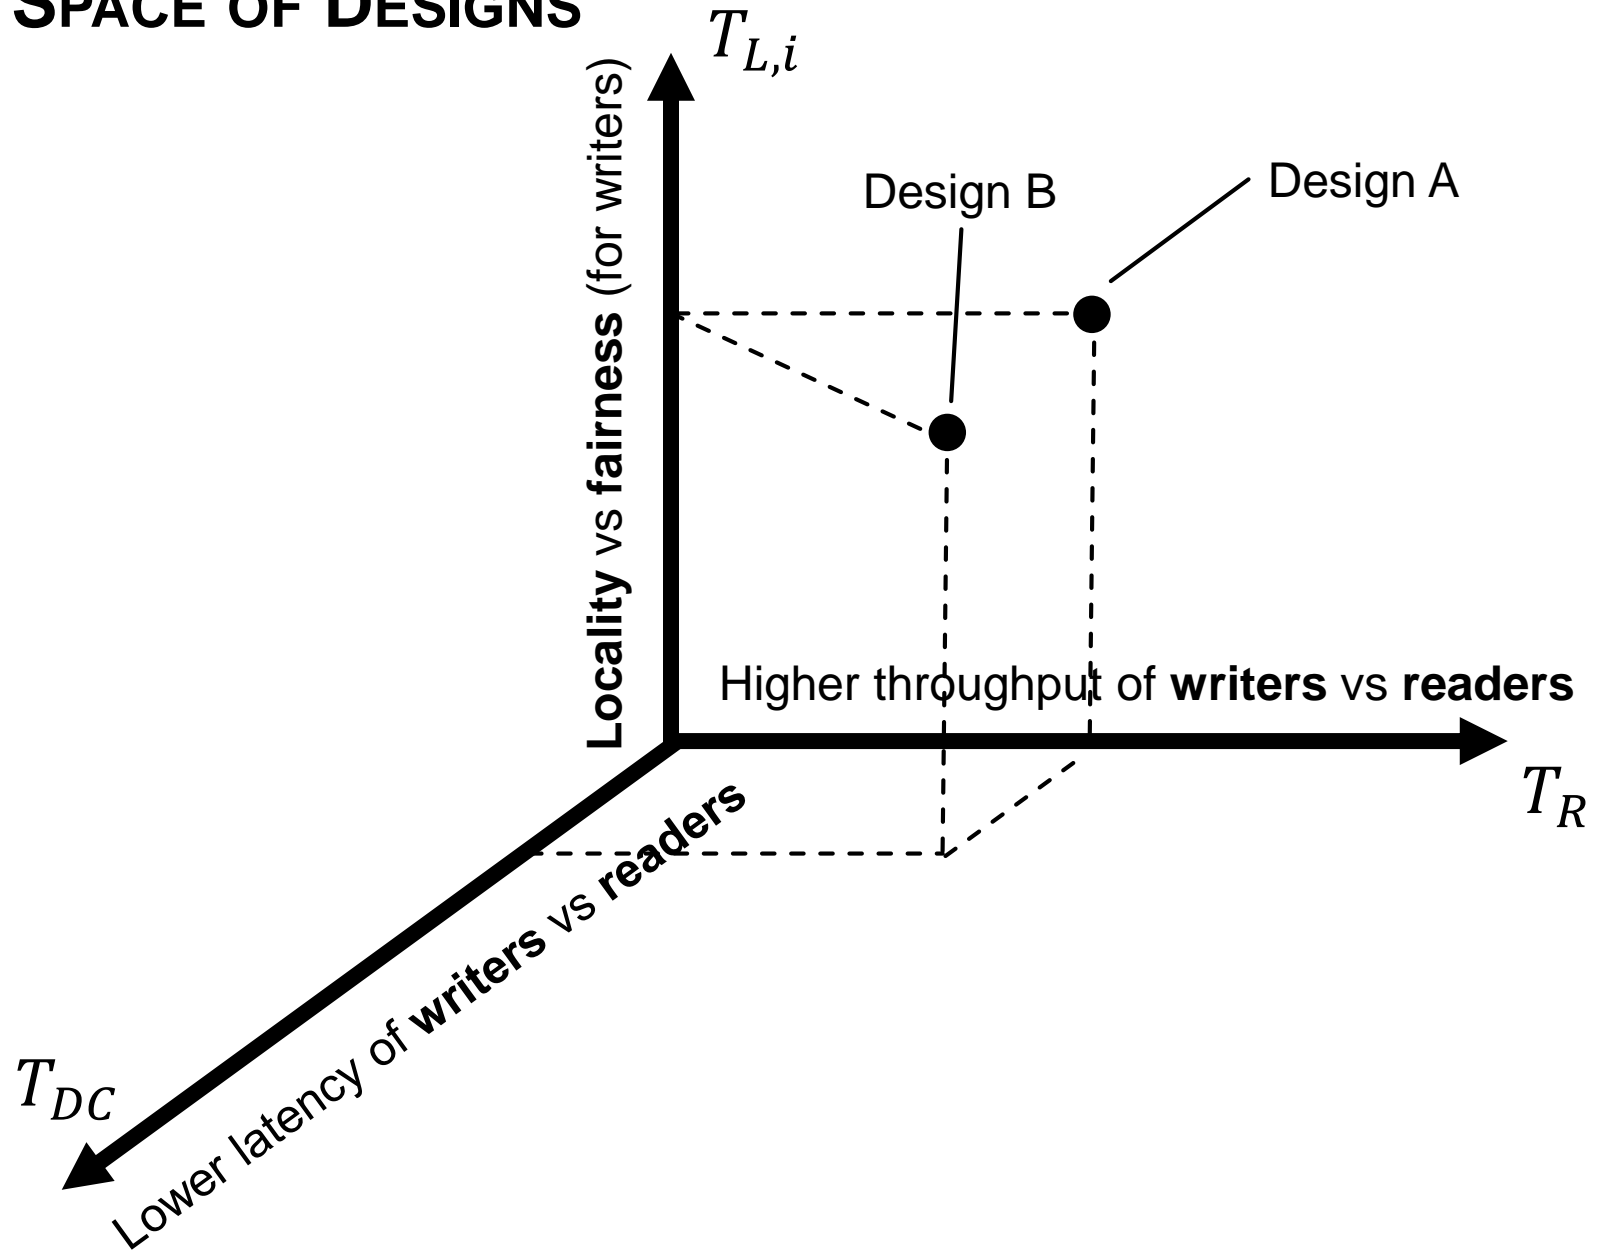 SPACE OF DESIGNS
T_{L,i}
Locality vs fairness (for writers)
Design B
Design A
Higher throughput of writers vs readers
T_R
Lower latency of writers vs readers
T_{DC}